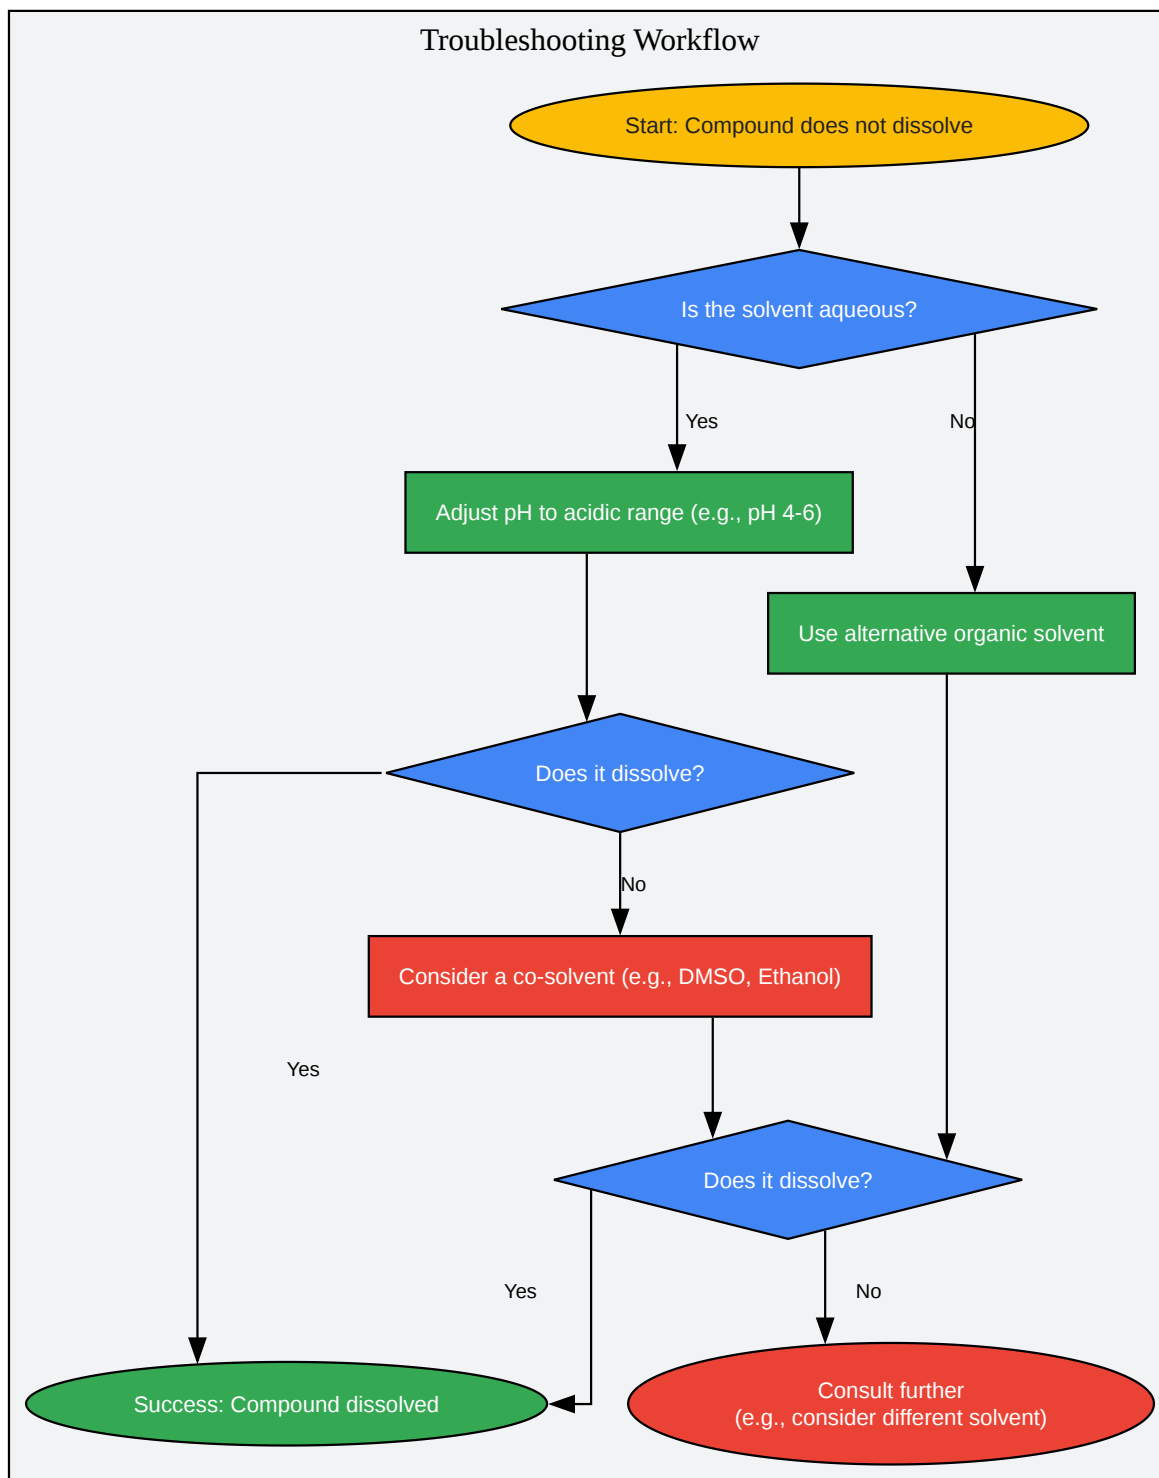 Troubleshooting Workflow
Start: Compound does not dissolve
Is the solvent aqueous?
Yes
No
Adjust pH to acidic range (e.g., pH 4-6)
Use alternative organic solvent
Does it dissolve?
No
Consider a co-solvent (e.g., DMSO, Ethanol)
Yes
Does it dissolve?
Yes
No
Success: Compound dissolved
Consult further
(e.g., consider different solvent)